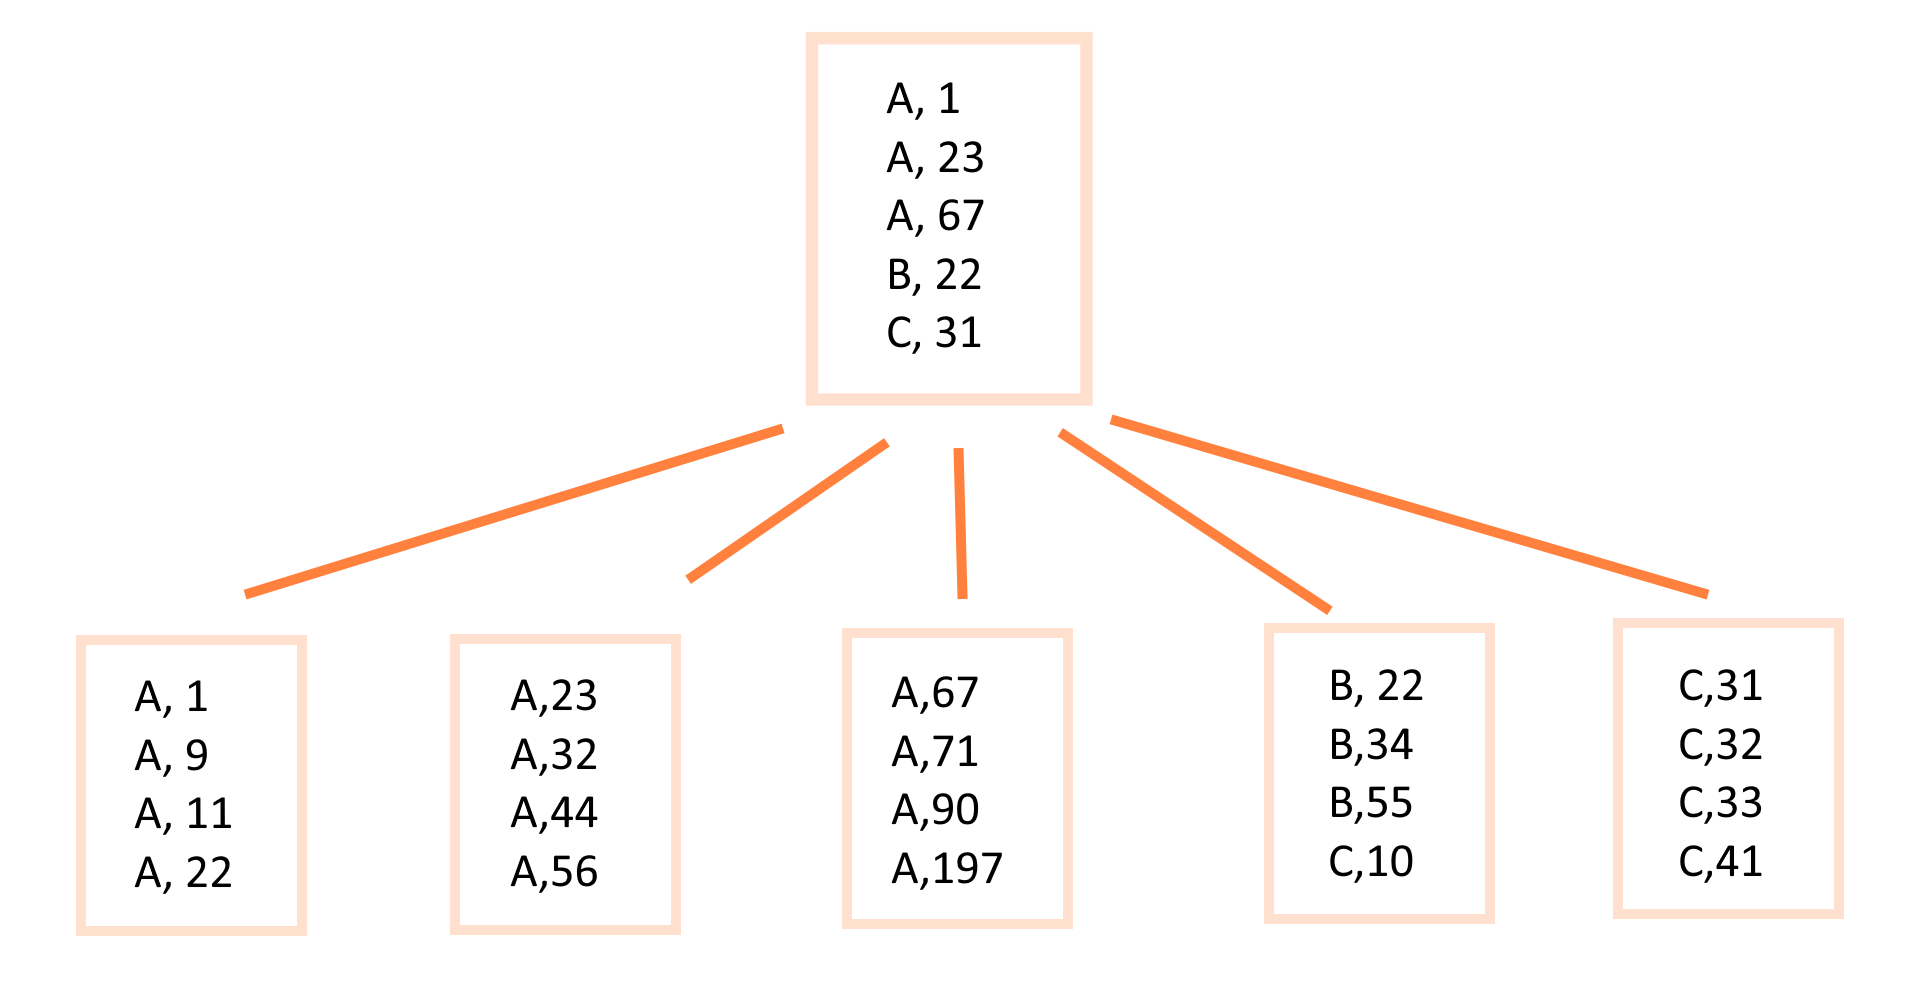 A, 1
A, 23
A, 67
B, 22
C, 31
A, 1
A, 9
A, 11
A, 22
A,23
A,32
A,44
A,56
A,67
A,71
A,90
A,197
B, 22
B,34
B,55
C,10
C,31
C,32
C,33
C,41